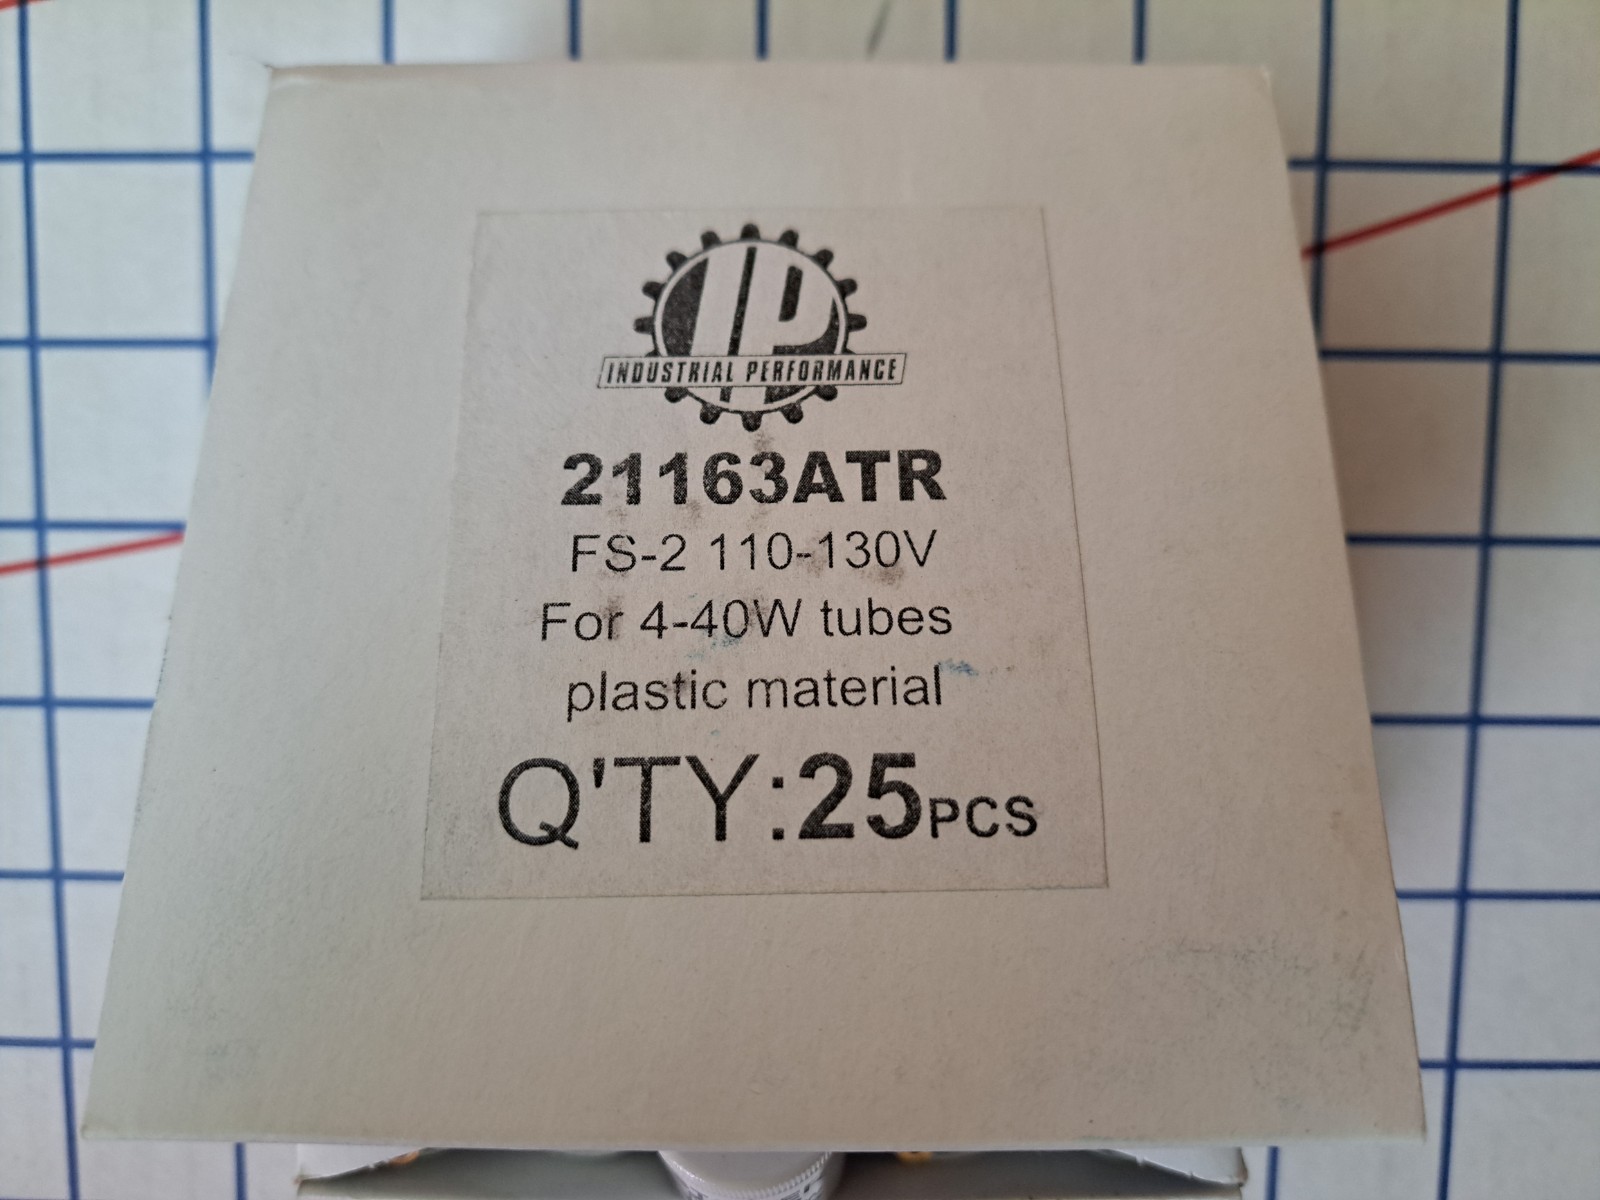 IP
INDUSTRIAL PERFORMANCE
21163ATR
FS-2 110-130V
For 4-40W tubes
plastic material
Q'TY:25PCS